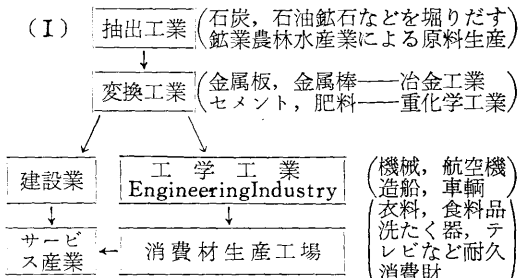 (I) 抽出工業 (石炭，石油鉱石などを堀りだす
鉱業農林水産業による原料生産)
変換工業 (金属板，金属棒——冶金工業
セメント，肥料——重化学工業)
建設業
工学工業
EngineeringIndustry
(機械，航空機
造船，車輌)
サービ
ス産業
←
消費材生産工場
(衣料，食料品
洗たく器，テ
レビなど耐久
消費財